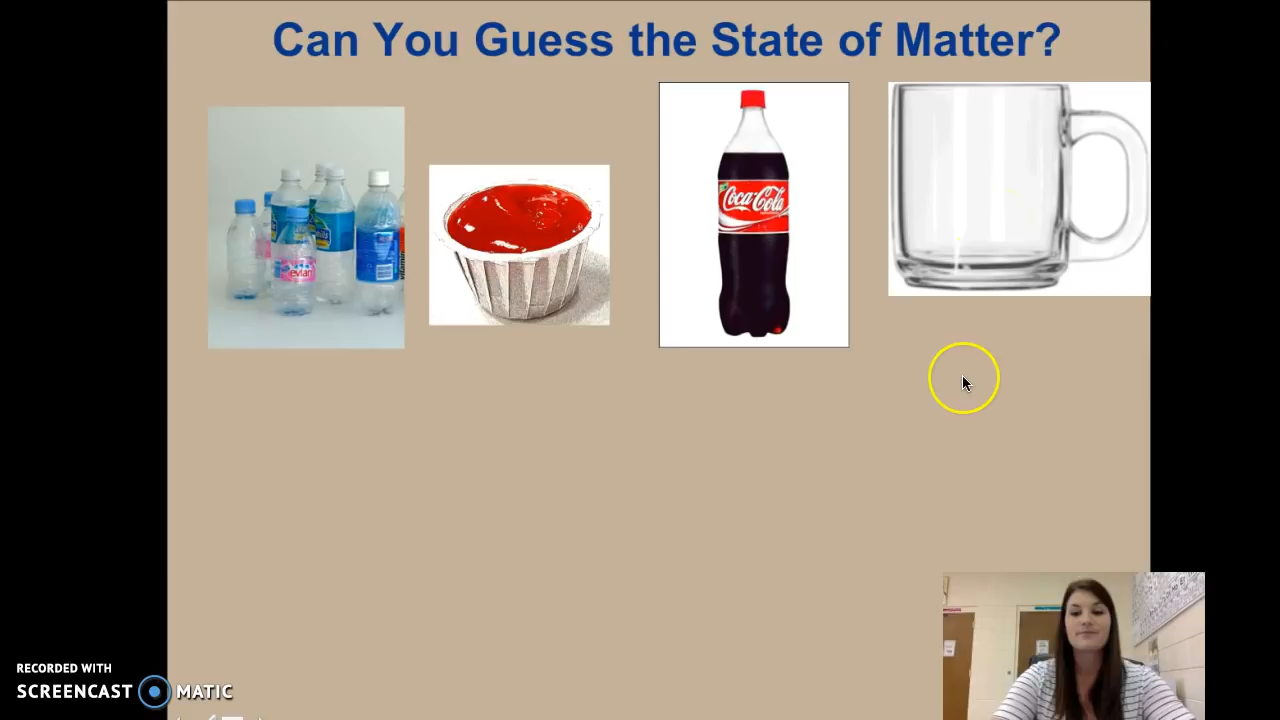 Can You Guess the State of Matter?
evian
Coca-Cola
RECORDED WITH
SCREENCAST MATIC